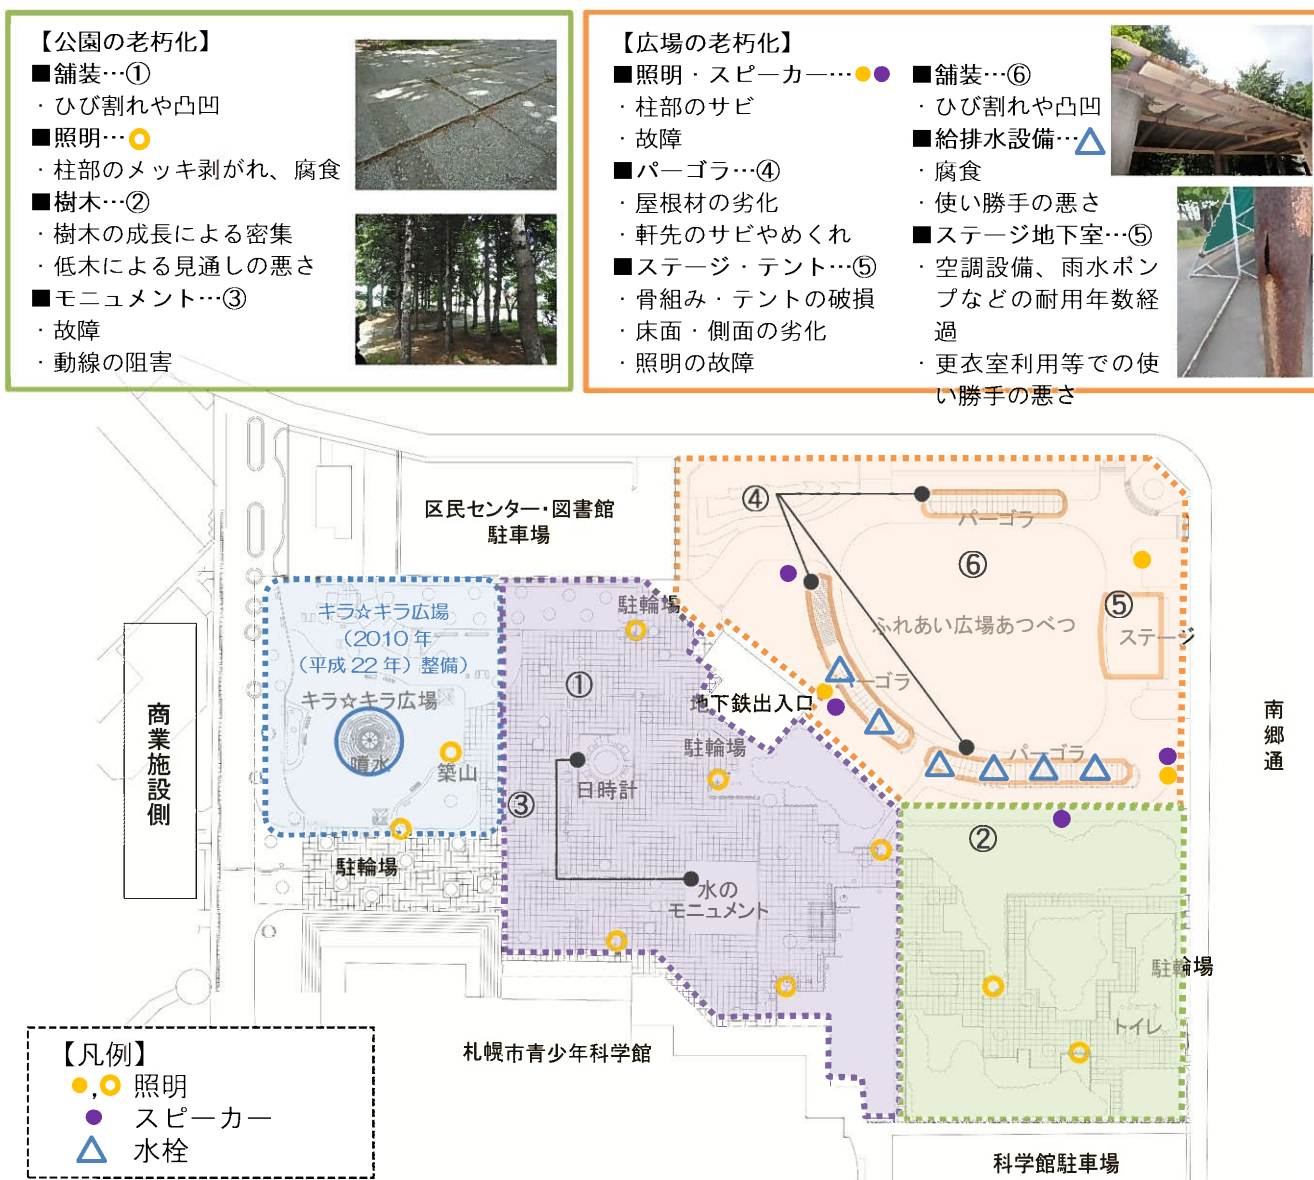 【公園の老朽化】
■舗装…①
・ひび割れや凸凹
■照明…
・柱部のメッキ剥がれ、腐食
■樹木…②
・樹木の成長による密集
・低木による見通しの悪さ
■モニュメント…③
・故障
・動線の阻害
【広場の老朽化】
■照明・スピーカー…
・柱部のサビ
・故障
■パーゴラ…④
・屋根材の劣化
・軒先のサビやめくれ
■ステージ・テント…⑤
・骨組み・テントの破損
・床面・側面の劣化
・照明の故障
■舗装…⑥
・ひび割れや凸凹
■給排水設備…
・腐食
・使い勝手の悪さ
■ステージ地下室…⑤
・空調設備、雨水ポン
プなどの耐用年数経
過
・更衣室利用等での使
い勝手の悪さ
区民センター・図書館
駐車場
④
パーゴラ
⑥
⑤
ステージ
ふれあい広場あつべつ
パーゴラ
パーゴラ
南郷通
キラ☆キラ広場
(2010年
(平成22年)整備)
キラ☆キラ広場
噴水
築山
駐輪場
商業施設側
駐輪場
①
地下鉄出入口
駐輪場
日時計
③
水の
モニュメント
②
駐輪場
トイレ
札幌市青少年科学館
科学館駐車場
【凡例】
, 照明
スピーカー
水栓